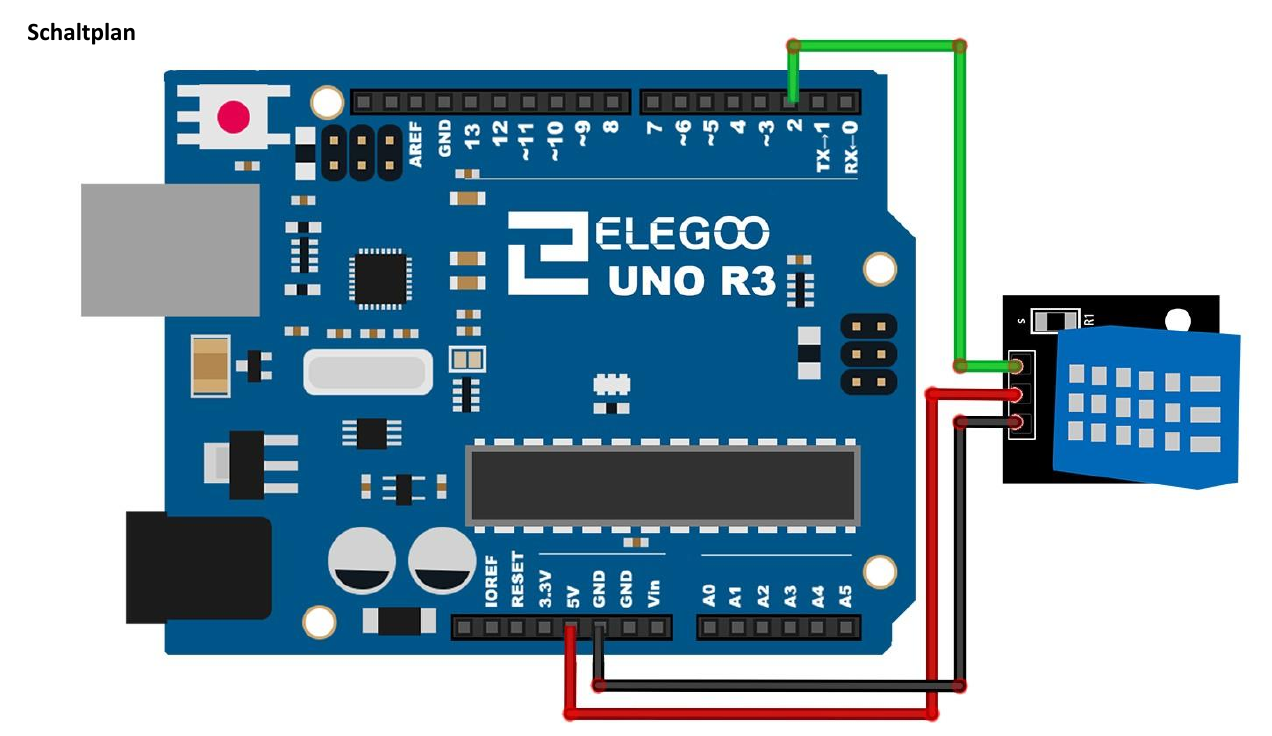 Schaltplan
AREF
GND
13
12
~11
~10
~9
8
7
~6
~5
4
~3
2
TX→1
RX←0
ELEGOO
UNO R3
S
R1
IOREF
RESET
3.3V
5V
GND
GND
Vin
A0
A1
A2
A3
A4
A5